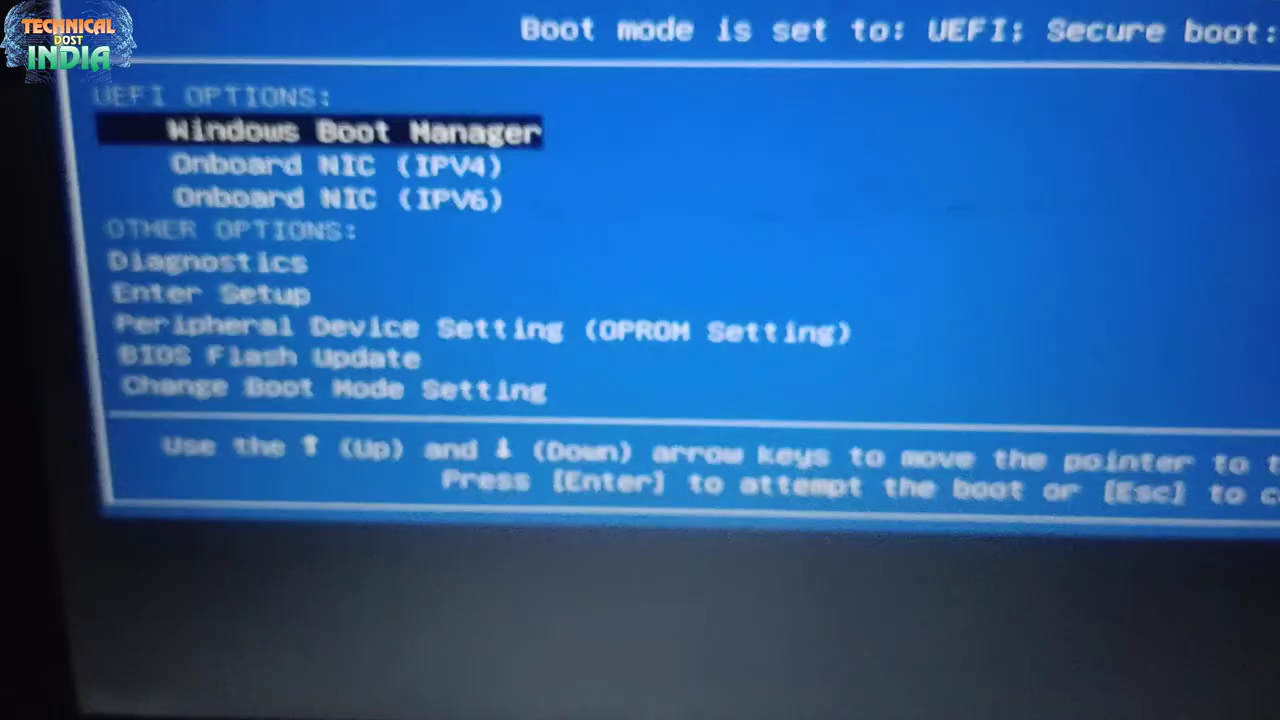 TECHNICAL
DOST
INDIA
Boot mode is set to: UEFI; Secure boot:
UEFI OPTIONS:
Windows Boot Manager
Onboard NIC (IPV4)
Onboard NIC (IPV6)
OTHER OPTIONS:
Diagnostics
Enter Setup
Peripheral Device Setting (OPROM Setting)
BIOS Flash Update
Change Boot Mode Setting
Use the ↑ (Up) and ↓ (Down) arrow keys to move the pointer to
Press [Enter] to attempt the boot or [Esc] to